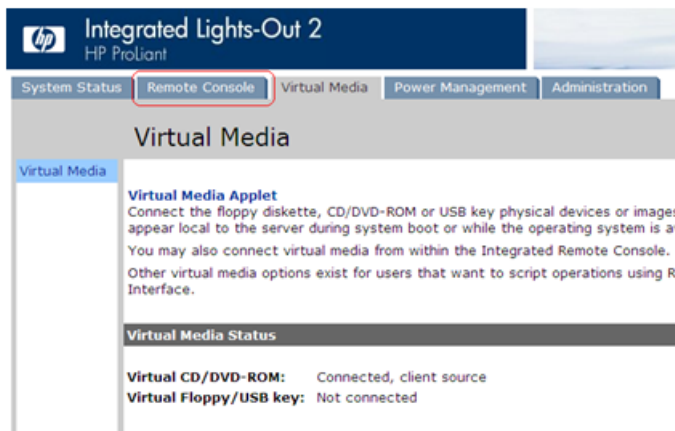 hp
Integrated Lights-Out 2
HP ProLiant
System Status Remote Console Virtual Media Power Management Administration
Virtual Media
Virtual Media
Virtual Media Applet
Connect the floppy diskette, CD/DVD-ROM or USB key physical devices or images
appear local to the server during system boot or while the operating system is
You may also connect virtual media from within the Integrated Remote Console.
Other virtual media options exist for users that want to script operations using
Interface.
Virtual Media Status
Virtual CD/DVD-ROM: Connected, client source
Virtual Floppy/USB key: Not connected